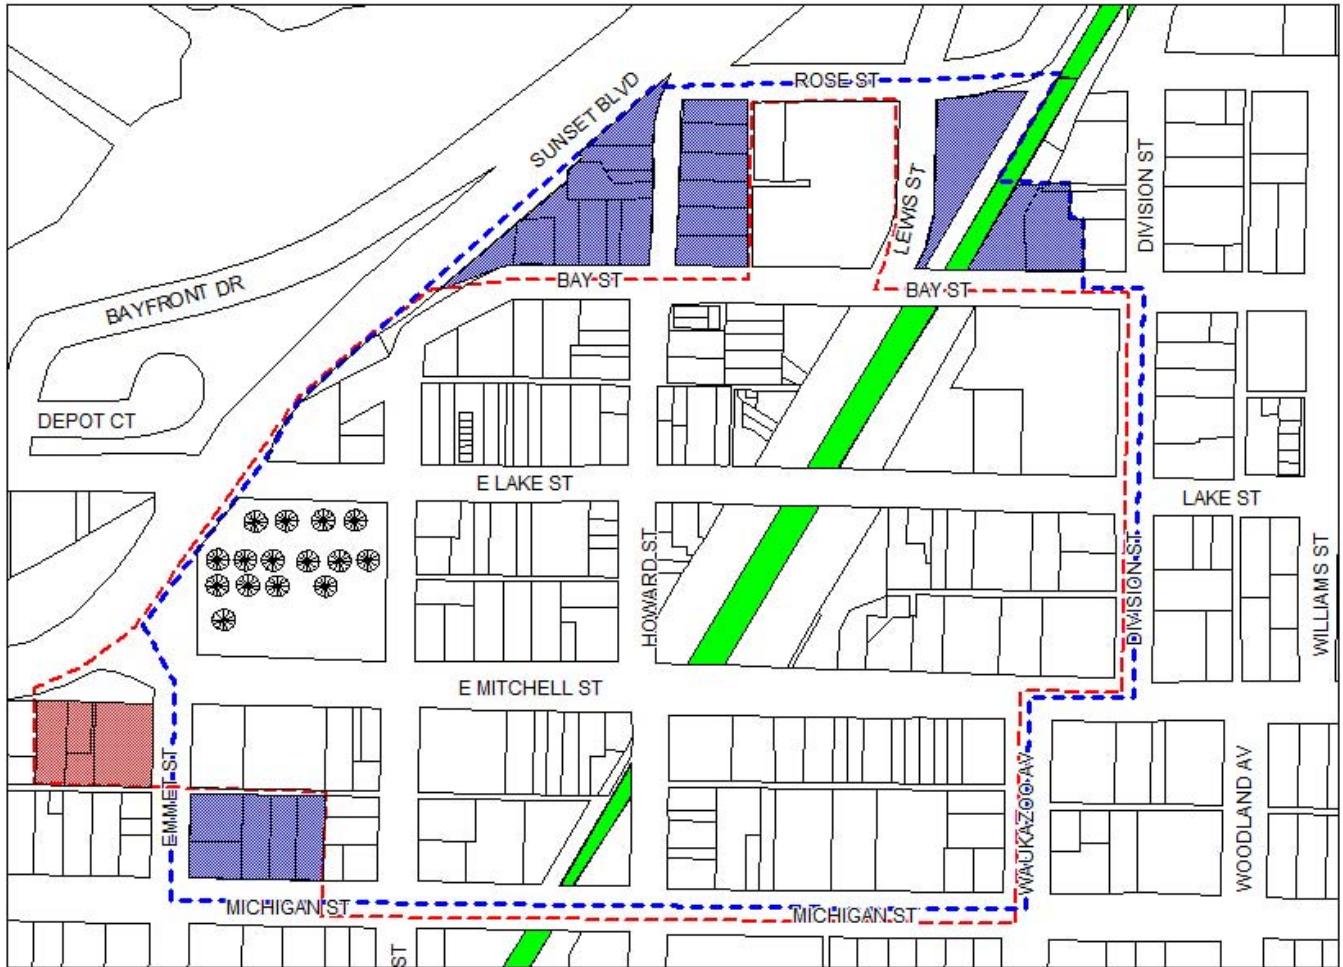 ROSE ST
SUNSET BLVD
DIVISION ST
LEWIS ST
BAY ST
BAY ST
BAYFRONT DR
DEPOT CT
E LAKE ST
LAKE ST
HOWARD ST
DIVISION ST
WILLIAMS ST
E MITCHELL ST
EMMET ST
WAUKAZOO AV
WOODLAND AV
MICHIGAN ST
MICHIGAN ST
ST